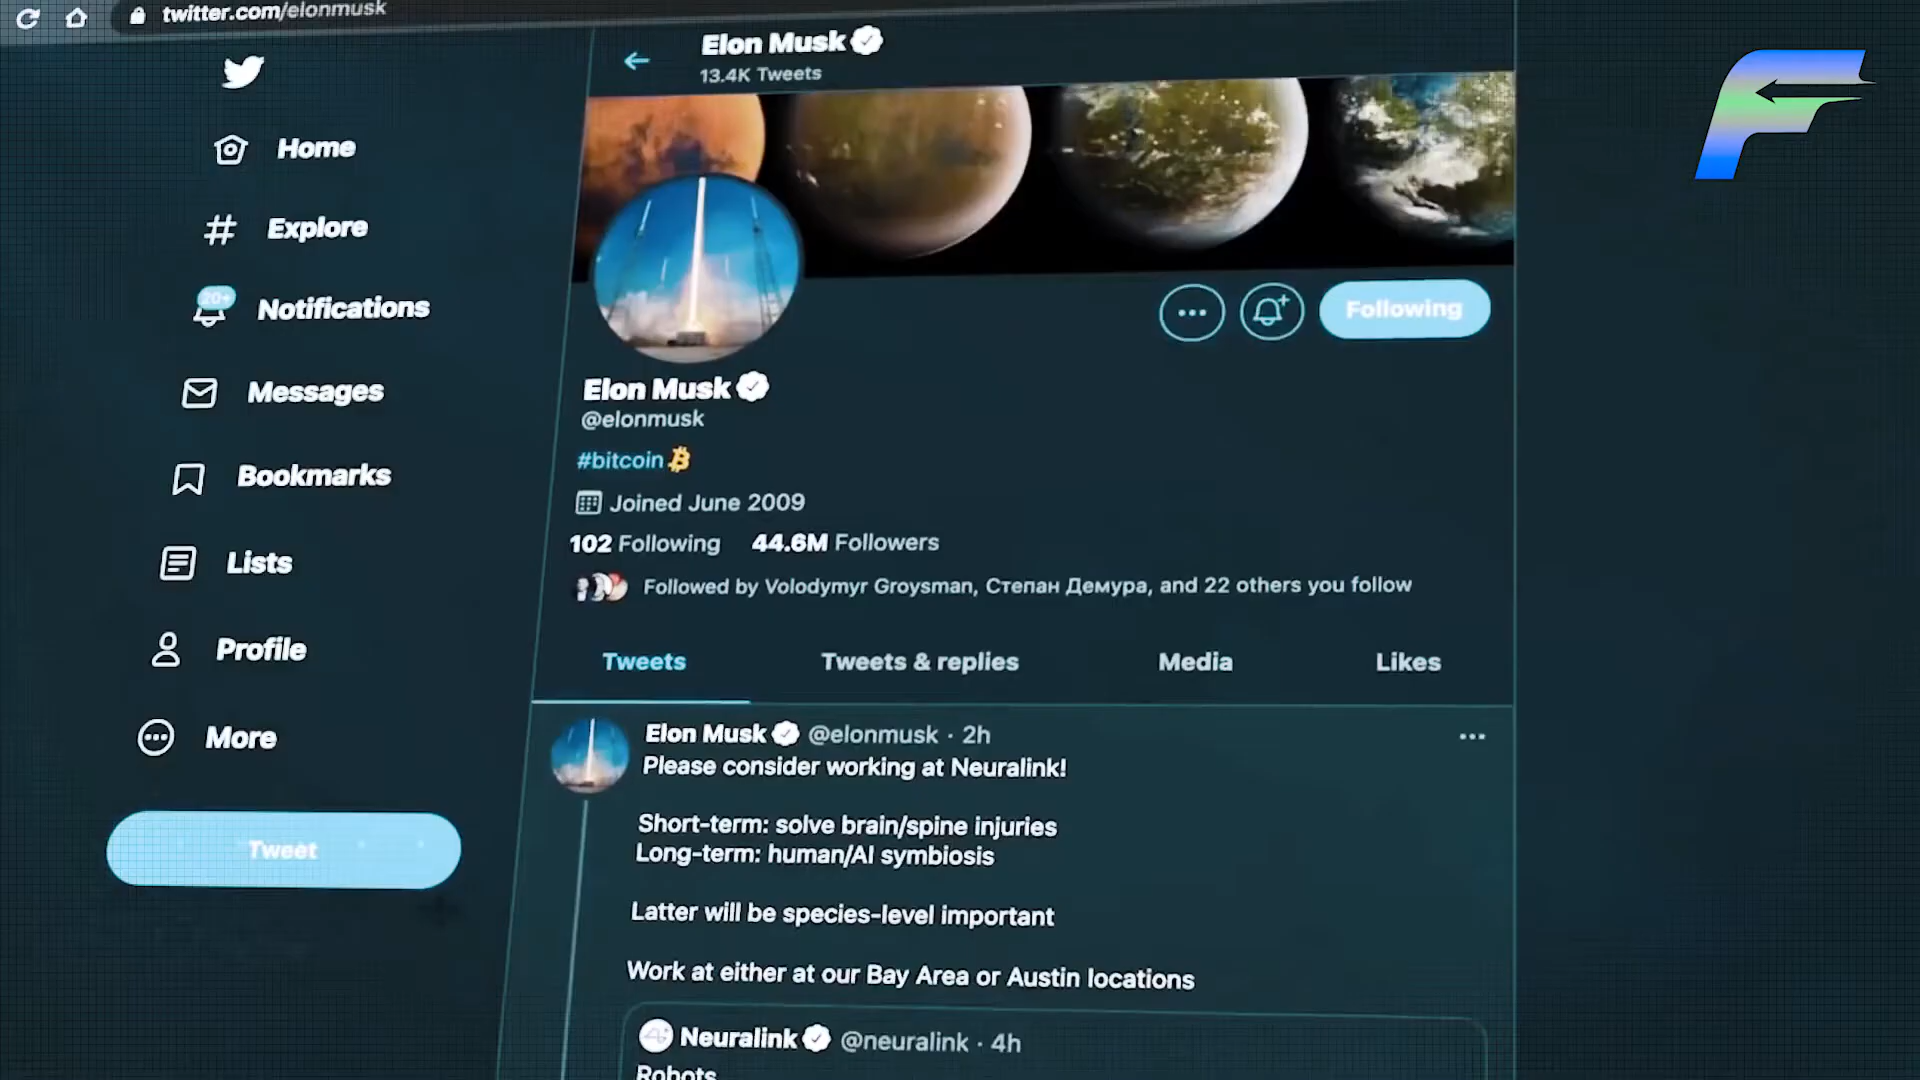 twitter.com/elonmusk
Elon Musk
13.4K Tweets
Home
Explore
20+
Notifications
Messages
Bookmarks
Lists
Profile
More
Tweet
Following
Elon Musk
@elonmusk
#bitcoin
Joined June 2009
102 Following 44.6M Followers
Followed by Volodymyr Groysman, Степан Демура, and 22 others you follow
Tweets Tweets & replies Media Likes
Elon Musk @elonmusk · 2h
Please consider working at Neuralink!
Short-term: solve brain/spine injuries
Long-term: human/AI symbiosis
Latter will be species-level important
Work at either at our Bay Area or Austin locations
Neuralink @neuralink · 4h
Robots
F